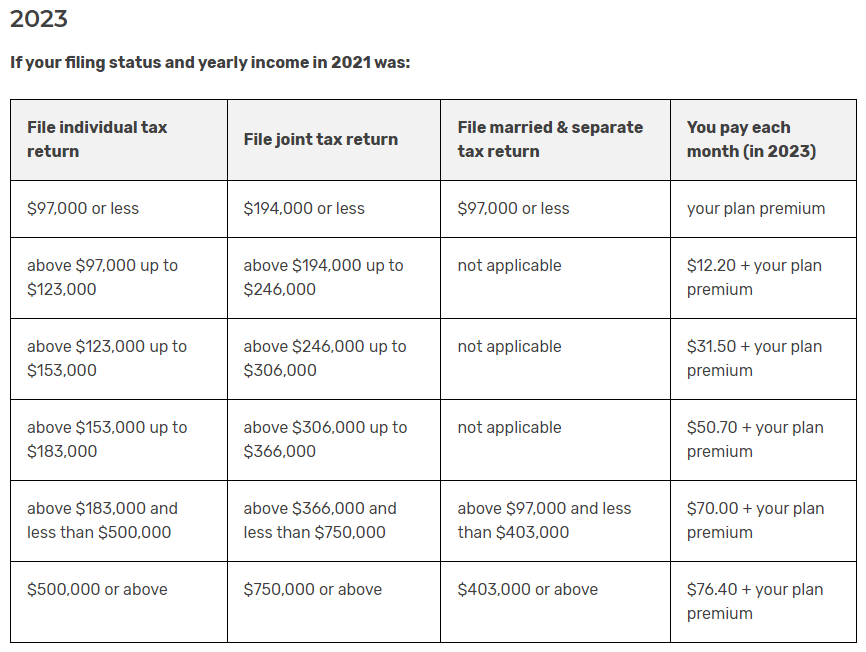 2023
If your filing status and yearly income in 2021 was:
File individual tax
return
File joint tax return
File married & separate
tax return
You pay each
month (in 2023)
$97,000 or less
$194,000 or less
$97,000 or less
your plan premium
above $97,000 up to
$123,000
above $194,000 up to
$246,000
not applicable
$12.20 + your plan
premium
above $123,000 up to
$153,000
above $246,000 up to
$306,000
not applicable
$31.50 + your plan
premium
above $153,000 up to
$183,000
above $306,000 up to
$366,000
not applicable
$50.70 + your plan
premium
above $183,000 and
less than $500,000
above $366,000 and
less than $750,000
above $97,000 and less
than $403,000
$70.00 + your plan
premium
$500,000 or above
$750,000 or above
$403,000 or above
$76.40 + your plan
premium